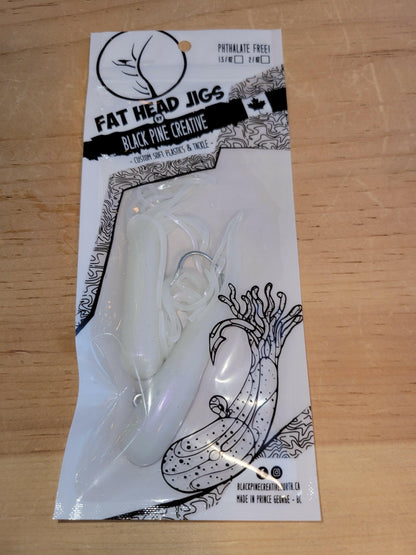 PHTHALATE FREE!
1.5/OZ 2/OZ
FAT HEAD JIGS
BY
BLACK PINE CREATIVE
- CUSTOM SOFT PLASTICS & TACKLE -
MADE IN PRINCE GEORGE - BC